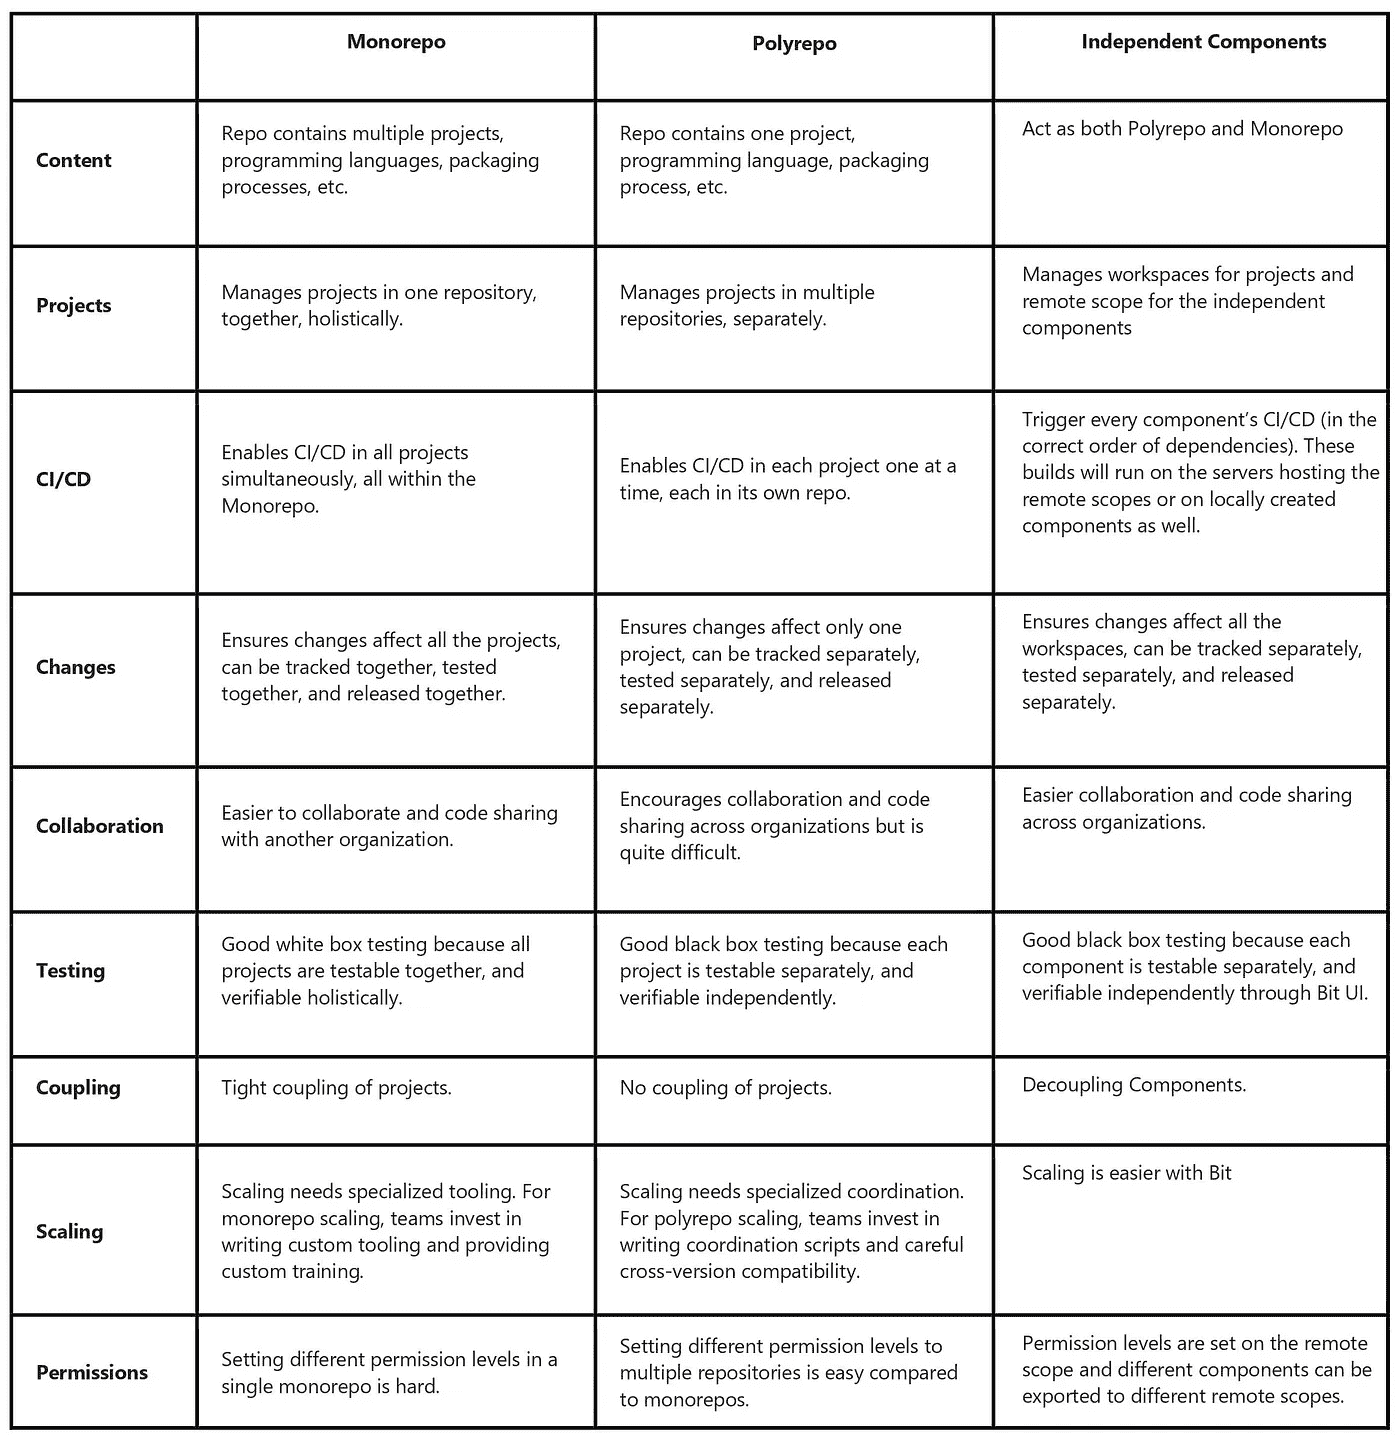 Monorepo
Polyrepo
Independent Components
Content
Repo contains multiple projects,
programming languages, packaging
processes, etc.
Repo contains one project,
programming language, packaging
process, etc.
Act as both Polyrepo and Monorepo
Projects
Manages projects in one repository,
together, holistically.
Manages projects in multiple
repositories, separately.
Manages workspaces for projects and
remote scope for the independent
components
CI/CD
Enables CI/CD in all projects
simultaneously, all within the
Monorepo.
Enables CI/CD in each project one at a
time, each in its own repo.
Trigger every component’s CI/CD (in the
correct order of dependencies). These
builds will run on the servers hosting the
remote scopes or on locally created
components as well.
Changes
Ensures changes affect all the projects,
can be tracked together, tested
together, and released together.
Ensures changes affect only one
project, can be tracked separately,
tested separately, and released
separately.
Ensures changes affect all the
workspaces, can be tracked separately,
tested separately, and released
separately.
Collaboration
Easier to collaborate and code sharing
with another organization.
Encourages collaboration and code
sharing across organizations but is
quite difficult.
Easier collaboration and code sharing
across organizations.
Testing
Good white box testing because all
projects are testable together, and
verifiable holistically.
Good black box testing because each
project is testable separately, and
verifiable independently.
Good black box testing because each
component is testable separately, and
verifiable independently through Bit UI.
Coupling
Tight coupling of projects.
No coupling of projects.
Decoupling Components.
Scaling
Scaling needs specialized tooling. For
monorepo scaling, teams invest in
writing custom tooling and providing
custom training.
Scaling needs specialized coordination.
For polyrepo scaling, teams invest in
writing coordination scripts and careful
cross-version compatibility.
Scaling is easier with Bit
Permissions
Setting different permission levels in a
single monorepo is hard.
Setting different permission levels to
multiple repositories is easy compared
to monorepos.
Permission levels are set on the remote
scope and different components can be
exported to different remote scopes.